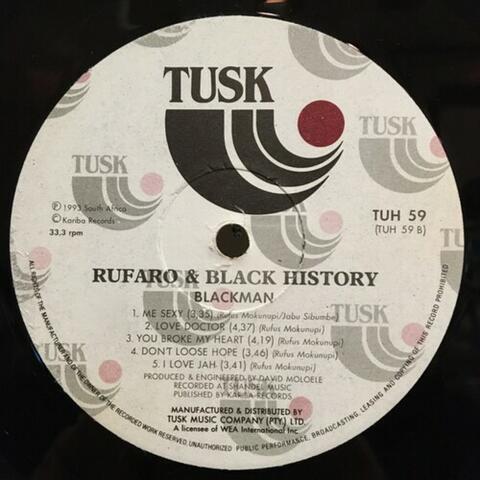 TUSK
TUSK
TUSK
Ⓟ 1993 South Africa
© Kariba Records
33,3 rpm
TUH 59
(TUH 59 B)
RUFARO & BLACK HISTORY
BLACKMAN
1. ME SEXY (3,35) (Rufus Mokunupi/Jabu Sibumbe)
2. LOVE DOCTOR (4,37) (Rufus Mokunupi)
3. YOU BROKE MY HEART (4,19) (Rufus Mokunupi)
4. DONT LOOSE HOPE (3,46) (Rufus Mokunupi)
5. I LOVE JAH (3,41) (Rufus Mokunupi)
PRODUCED & ENGINEERED BY DAVID MOLOELE
RECORDED AT SHANDEL MUSIC
PUBLISHED BY KARIBA RECORDS
TUSK
TUSK
MANUFACTURED & DISTRIBUTED BY
TUSK MUSIC COMPANY (PTY.) LTD.
A licensee of WEA International Inc.
ALL RIGHTS OF THE MANUFACTURER AND OF THE OWNER OF THE RECORDED WORK RESERVED. UNAUTHORIZED PUBLIC PERFORMANCE, BROADCASTING, LEASING AND COPYING OF THIS RECORD PROHIBITED.